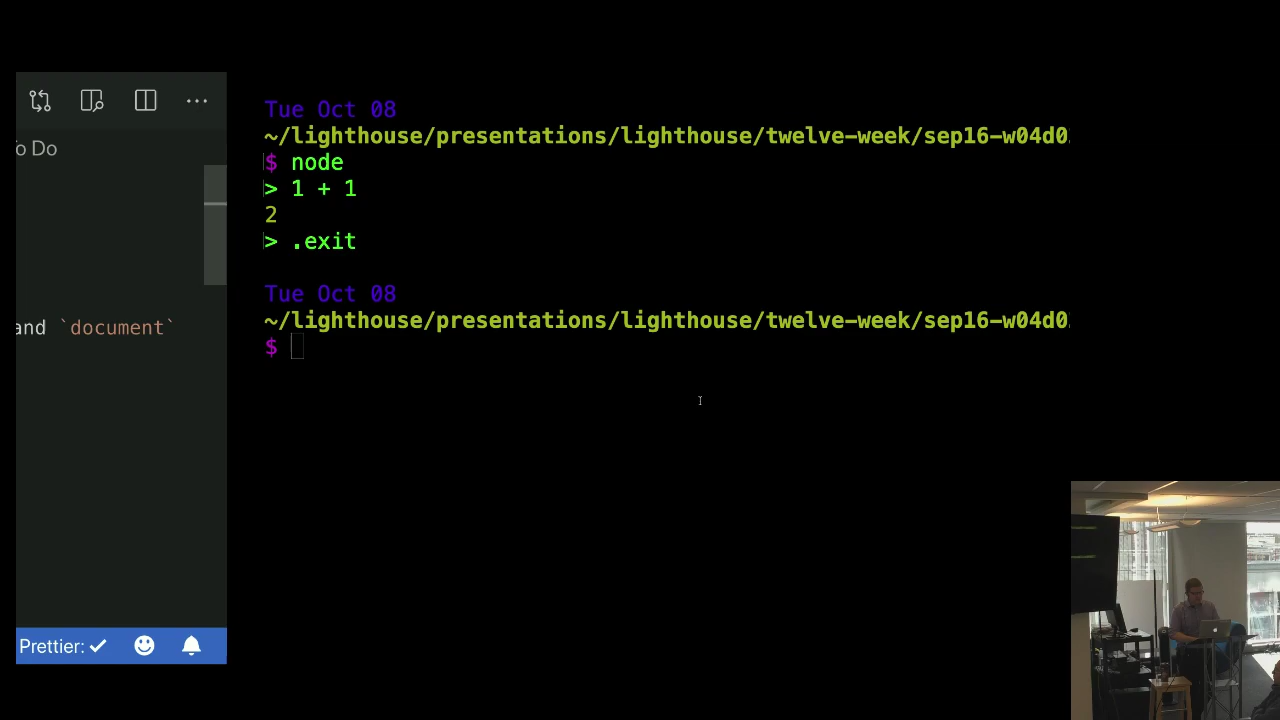 o Do
and `document`
Prettier:
Tue Oct 08
~/lighthouse/presentations/lighthouse/twelve-week/sep16-w04d0
$ node
> 1 + 1
2
> .exit
Tue Oct 08
~/lighthouse/presentations/lighthouse/twelve-week/sep16-w04d0
$